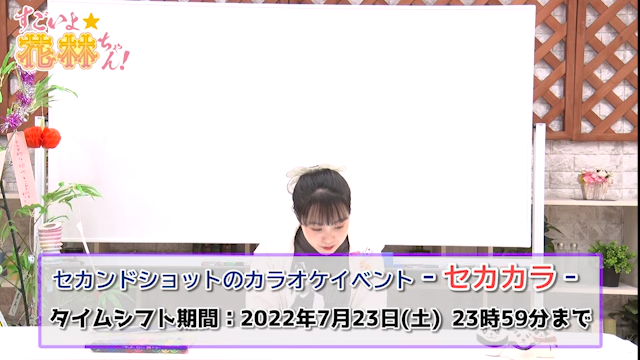 すごいよ★
花林ちゃん!
セカンドショットのカラオケイベント - セカカラ -
タイムシフト期間：2022年7月23日(土) 23時59分まで